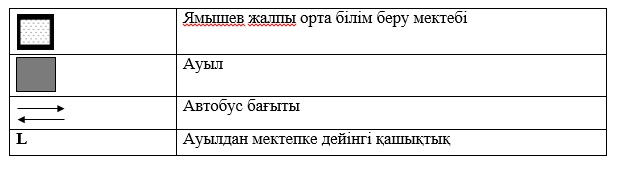 Ямышев жалпы орта білім беру мектебі
Ауыл
Автобус бағыты
L Ауылдан мектепке дейінгі қашықтық